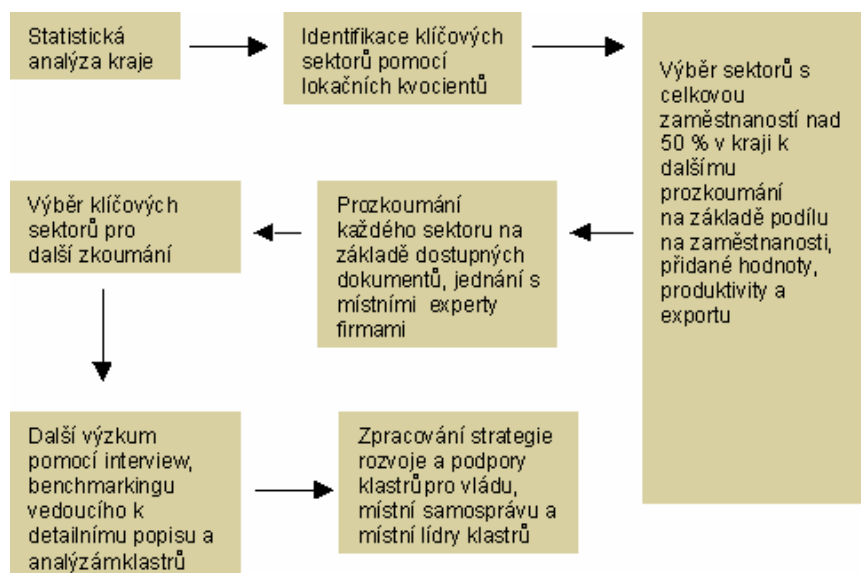 Statistická
analýza kraje
Identifikace klíčových
sektorů pomocí
lokačních kvocientů
Výběr sektorů s
celkovou
zaměstnaností nad
50 % v kraji k
dalšímu
prozkoumání
na základě podílu
na zaměstnanosti,
přidané hodnoty,
produktivity a
exportu
Prozkoumání
každého sektoru na
základě dostupných
dokumentů, jednání s
místními experty
firmami
Výběr klíčových
sektorů pro
další zkoumání
Další výzkum
pomocí interview,
benchmarkingu
vedoucího k
detailnímu popisu a
analýzámklastrů
Zpracování strategie
rozvoje a podpory
klastrůpro vládu,
místní samosprávu a
místní lídry klastrů